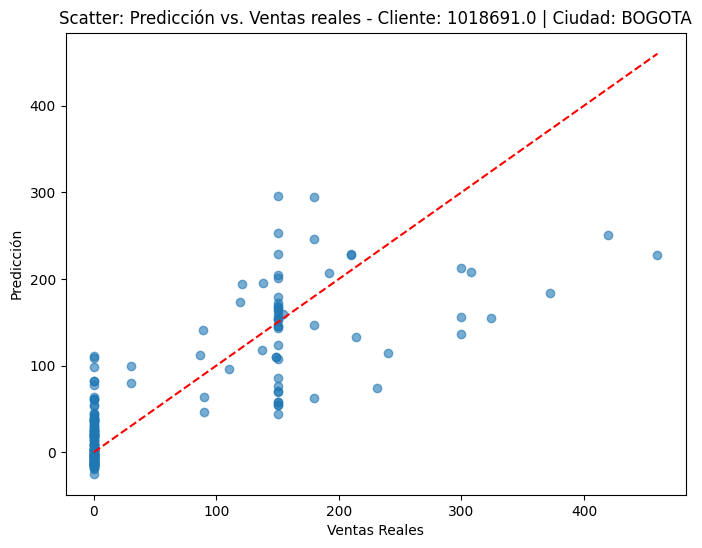 Scatter: Predicción vs. Ventas reales - Cliente: 1018691.0 | Ciudad: BOGOTA
400
300
200
100
0
Predicción
0 100 200 300 400
Ventas Reales